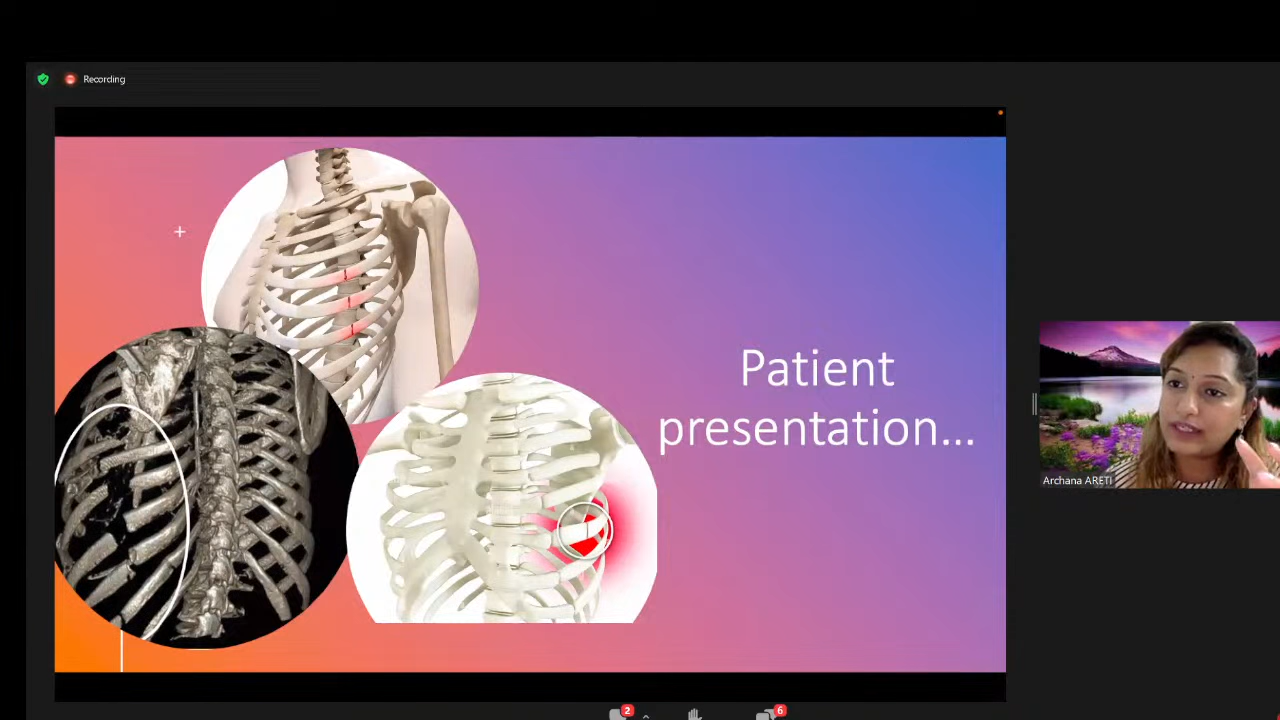 Recording
Patient
presentation...
Archana ARETI
2
6